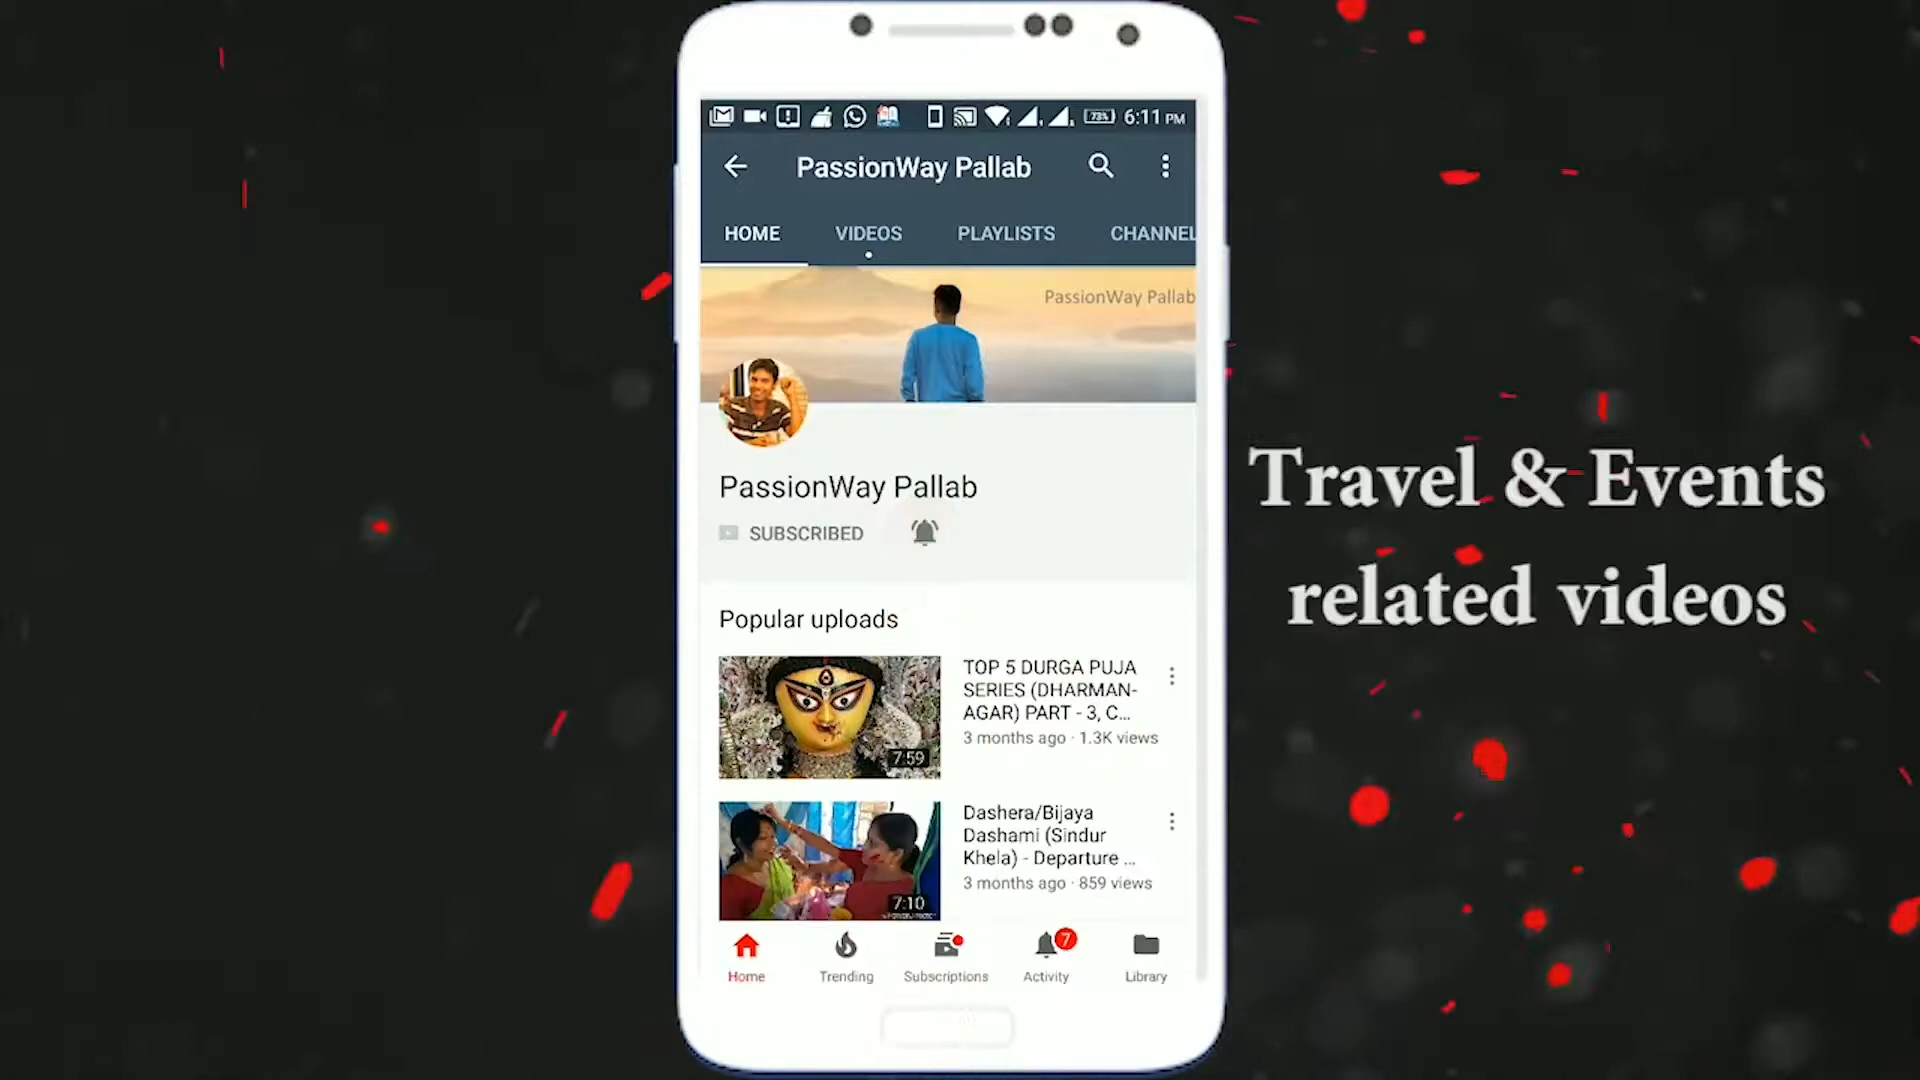 73% 6:11 PM
PassionWay Pallab
HOME VIDEOS PLAYLISTS CHANNEL
PassionWay Pallab
PassionWay Pallab
SUBSCRIBED
Popular uploads
TOP 5 DURGA PUJA
SERIES (DHARMAN-
AGAR) PART - 3, C...
3 months ago · 1.3K views
7:59
Dashera/Bijaya
Dashami (Sindur
Khela) - Departure ...
3 months ago · 859 views
7:10
7
Home Trending Subscriptions Activity Library
Travel & Events
related videos